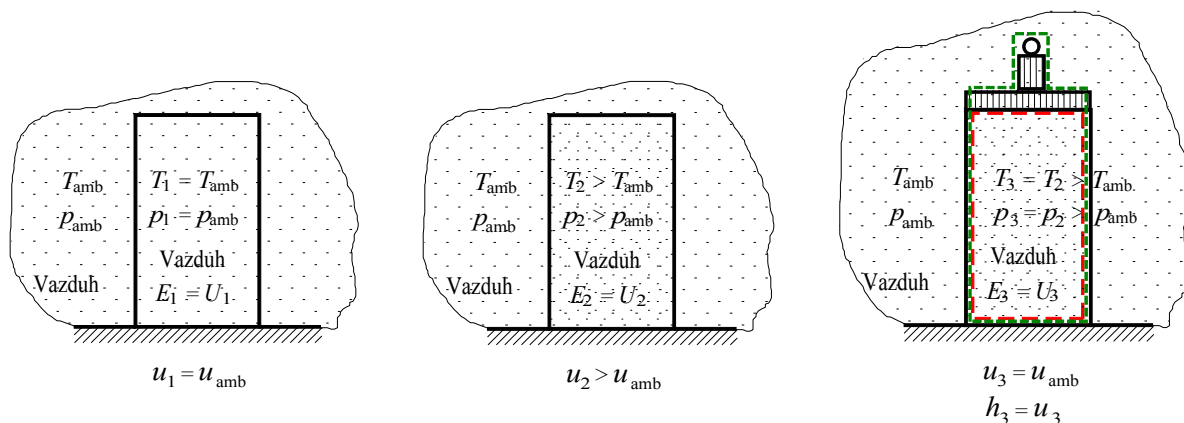 T_amb
p_amb
Vazduh
T_1 = T_amb
p_1 = p_amb
Vazduh
E_1 = U_1
u_1 = u_amb
T_amb
p_amb
Vazduh
T_2 > T_amb
p_2 > p_amb
Vazduh
E_2 = U_2
u_2 > u_amb
T_amb
p_amb
Vazduh
T_3 = T_2 > T_amb
p_3 = p_2 > p_amb
Vazduh
E_3 = U_3
u_3 = u_amb
h_3 = u_3